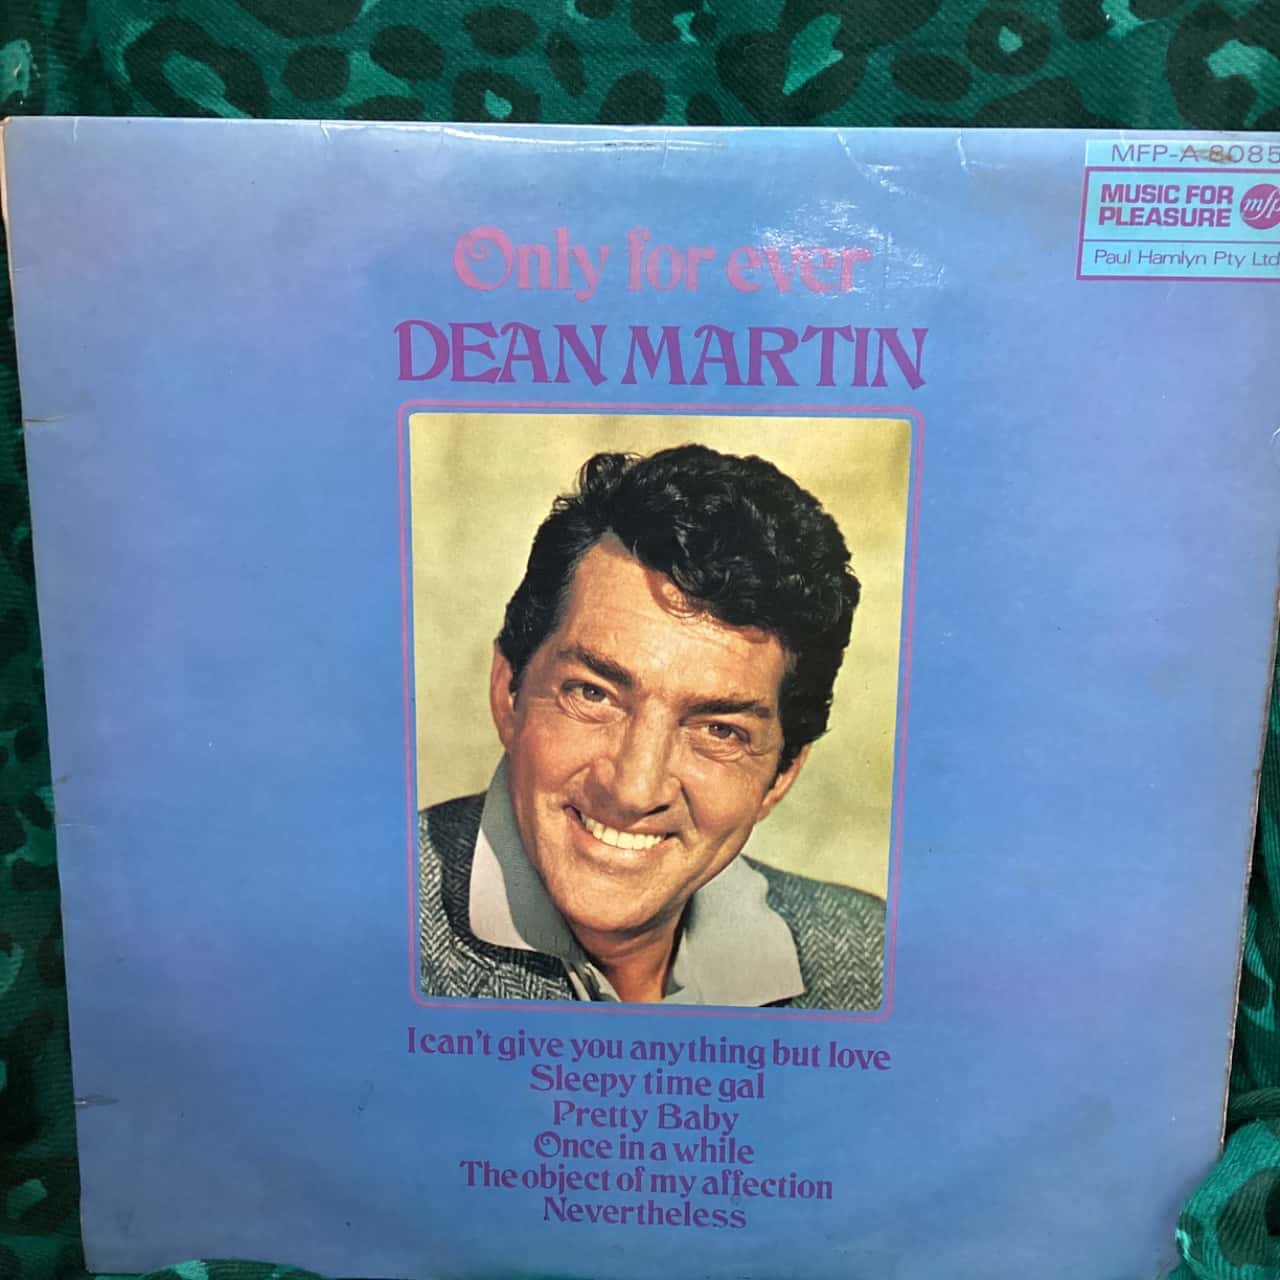 MFP-A 8085
MUSIC FOR
PLEASURE
mfp
Paul Hamlyn Pty Ltd
Only for ever
DEAN MARTIN
I can't give you anything but love
Sleepy time gal
Pretty Baby
Once in a while
The object of my affection
Nevertheless